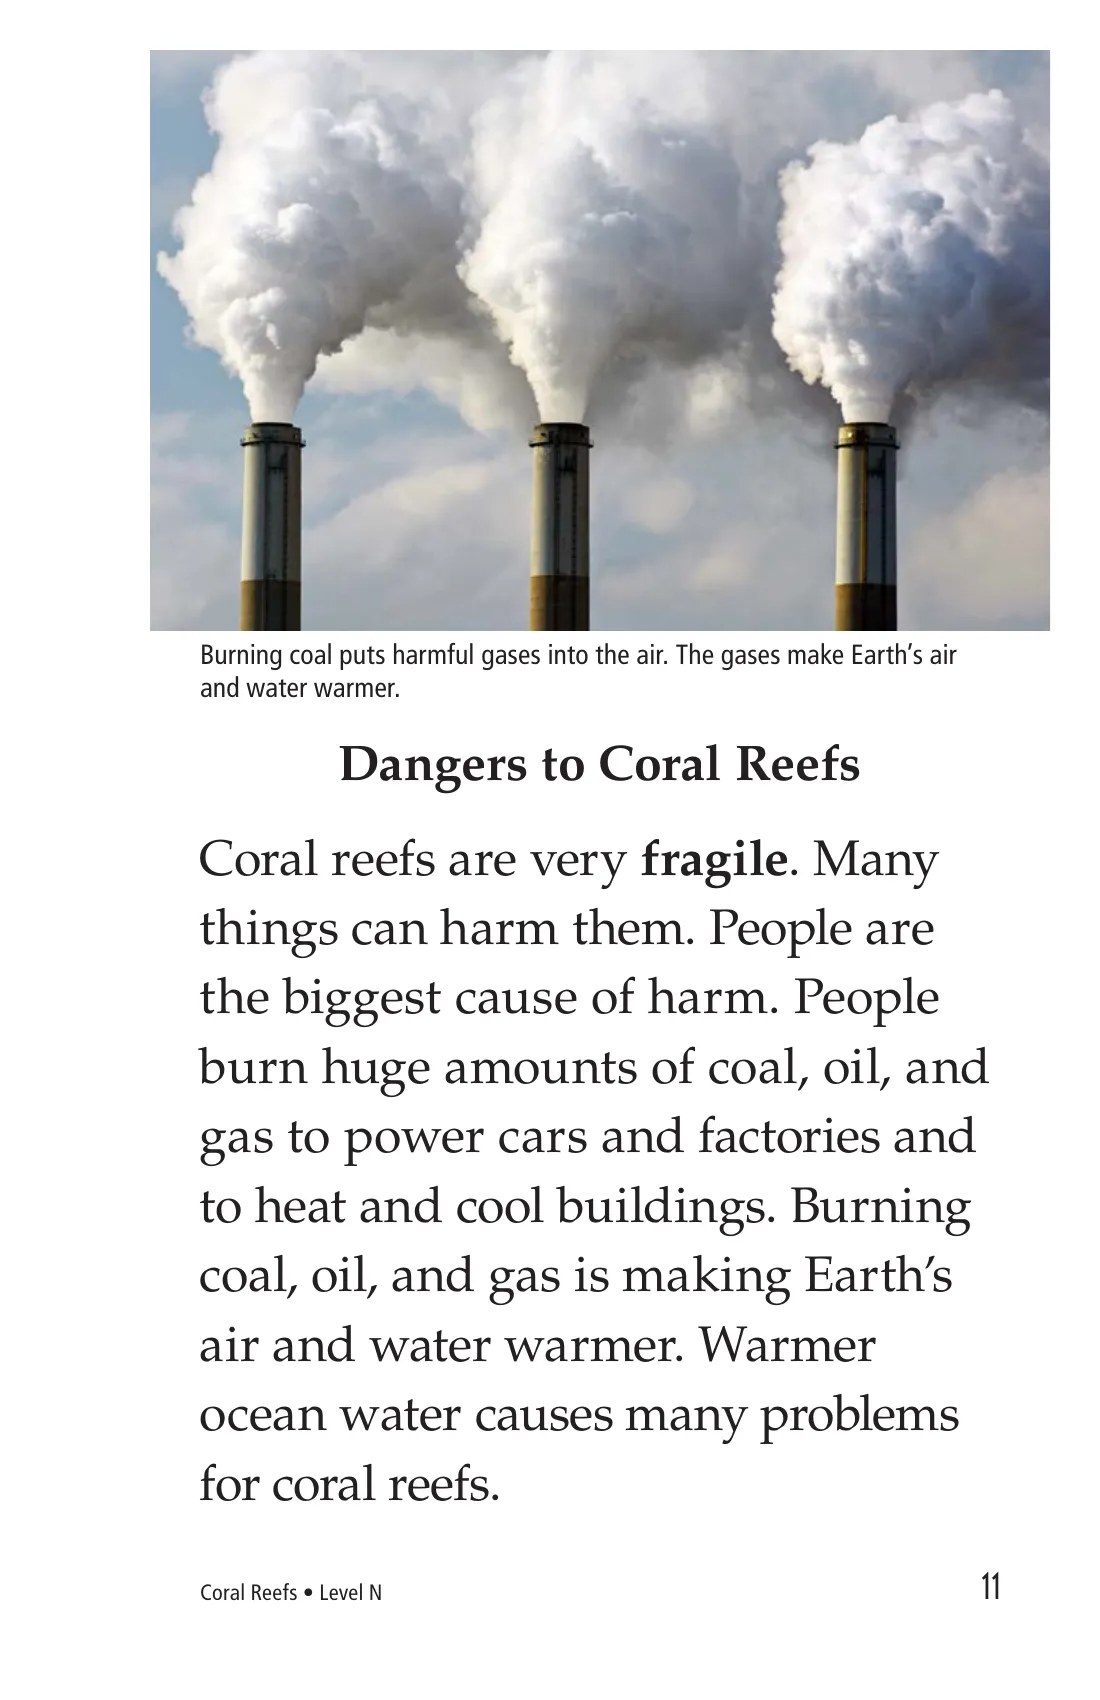 Burning coal puts harmful gases into the air. The gases make Earth’s air
and water warmer.
Dangers to Coral Reefs
Coral reefs are very fragile. Many
things can harm them. People are
the biggest cause of harm. People
burn huge amounts of coal, oil, and
gas to power cars and factories and
to heat and cool buildings. Burning
coal, oil, and gas is making Earth’s
air and water warmer. Warmer
ocean water causes many problems
for coral reefs.
Coral Reefs • Level N
11